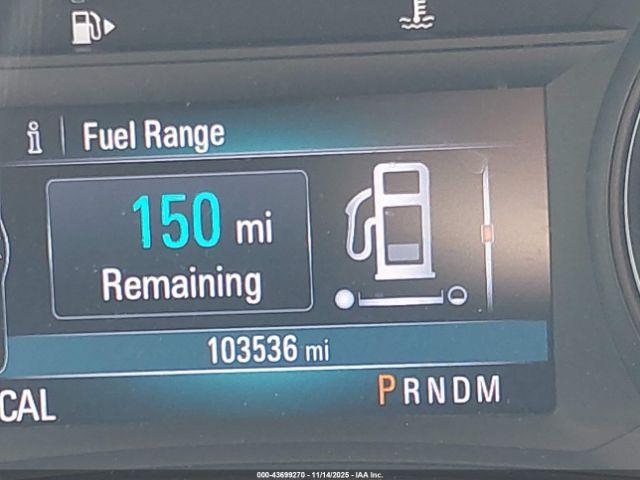 i Fuel Range
150 mi
Remaining
103536 mi
CAL PRNDM
000-43699270 - 11/14/2025 - IAA Inc.